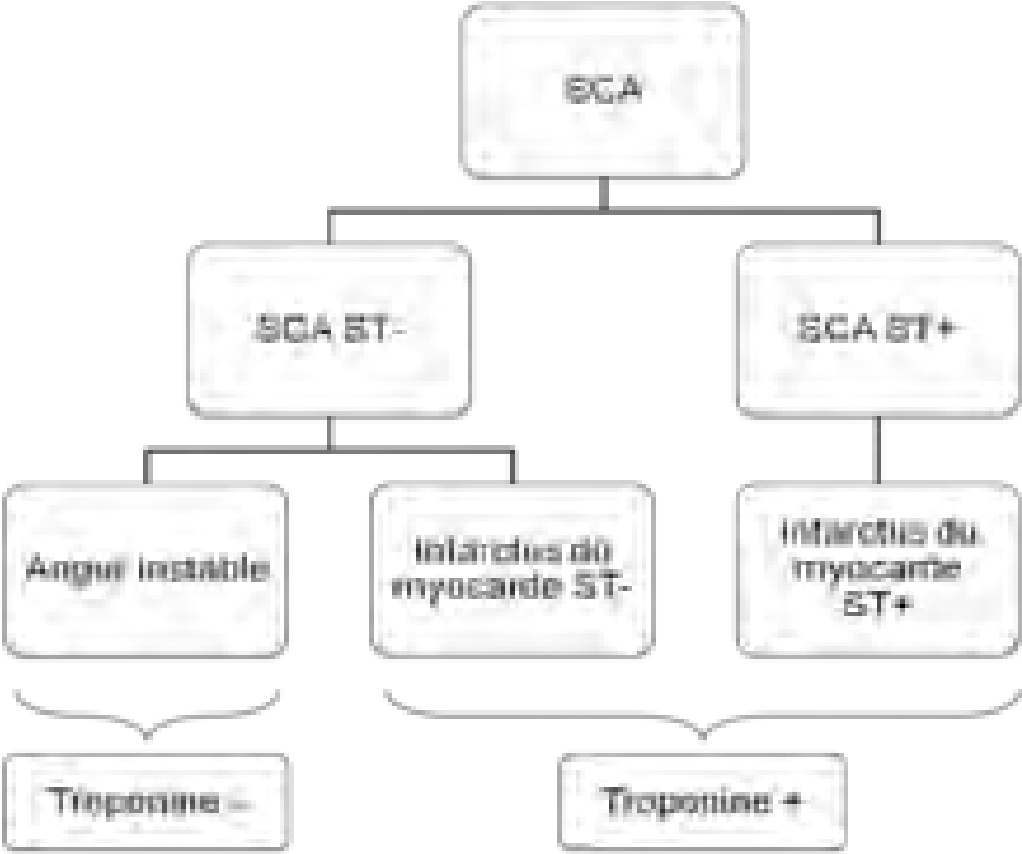 SCA
SCA ST-
SCA ST+
Angor instable
Infarctus du
myocarde ST-
Infarctus du
myocarde
ST+
Troponine -
Troponine +